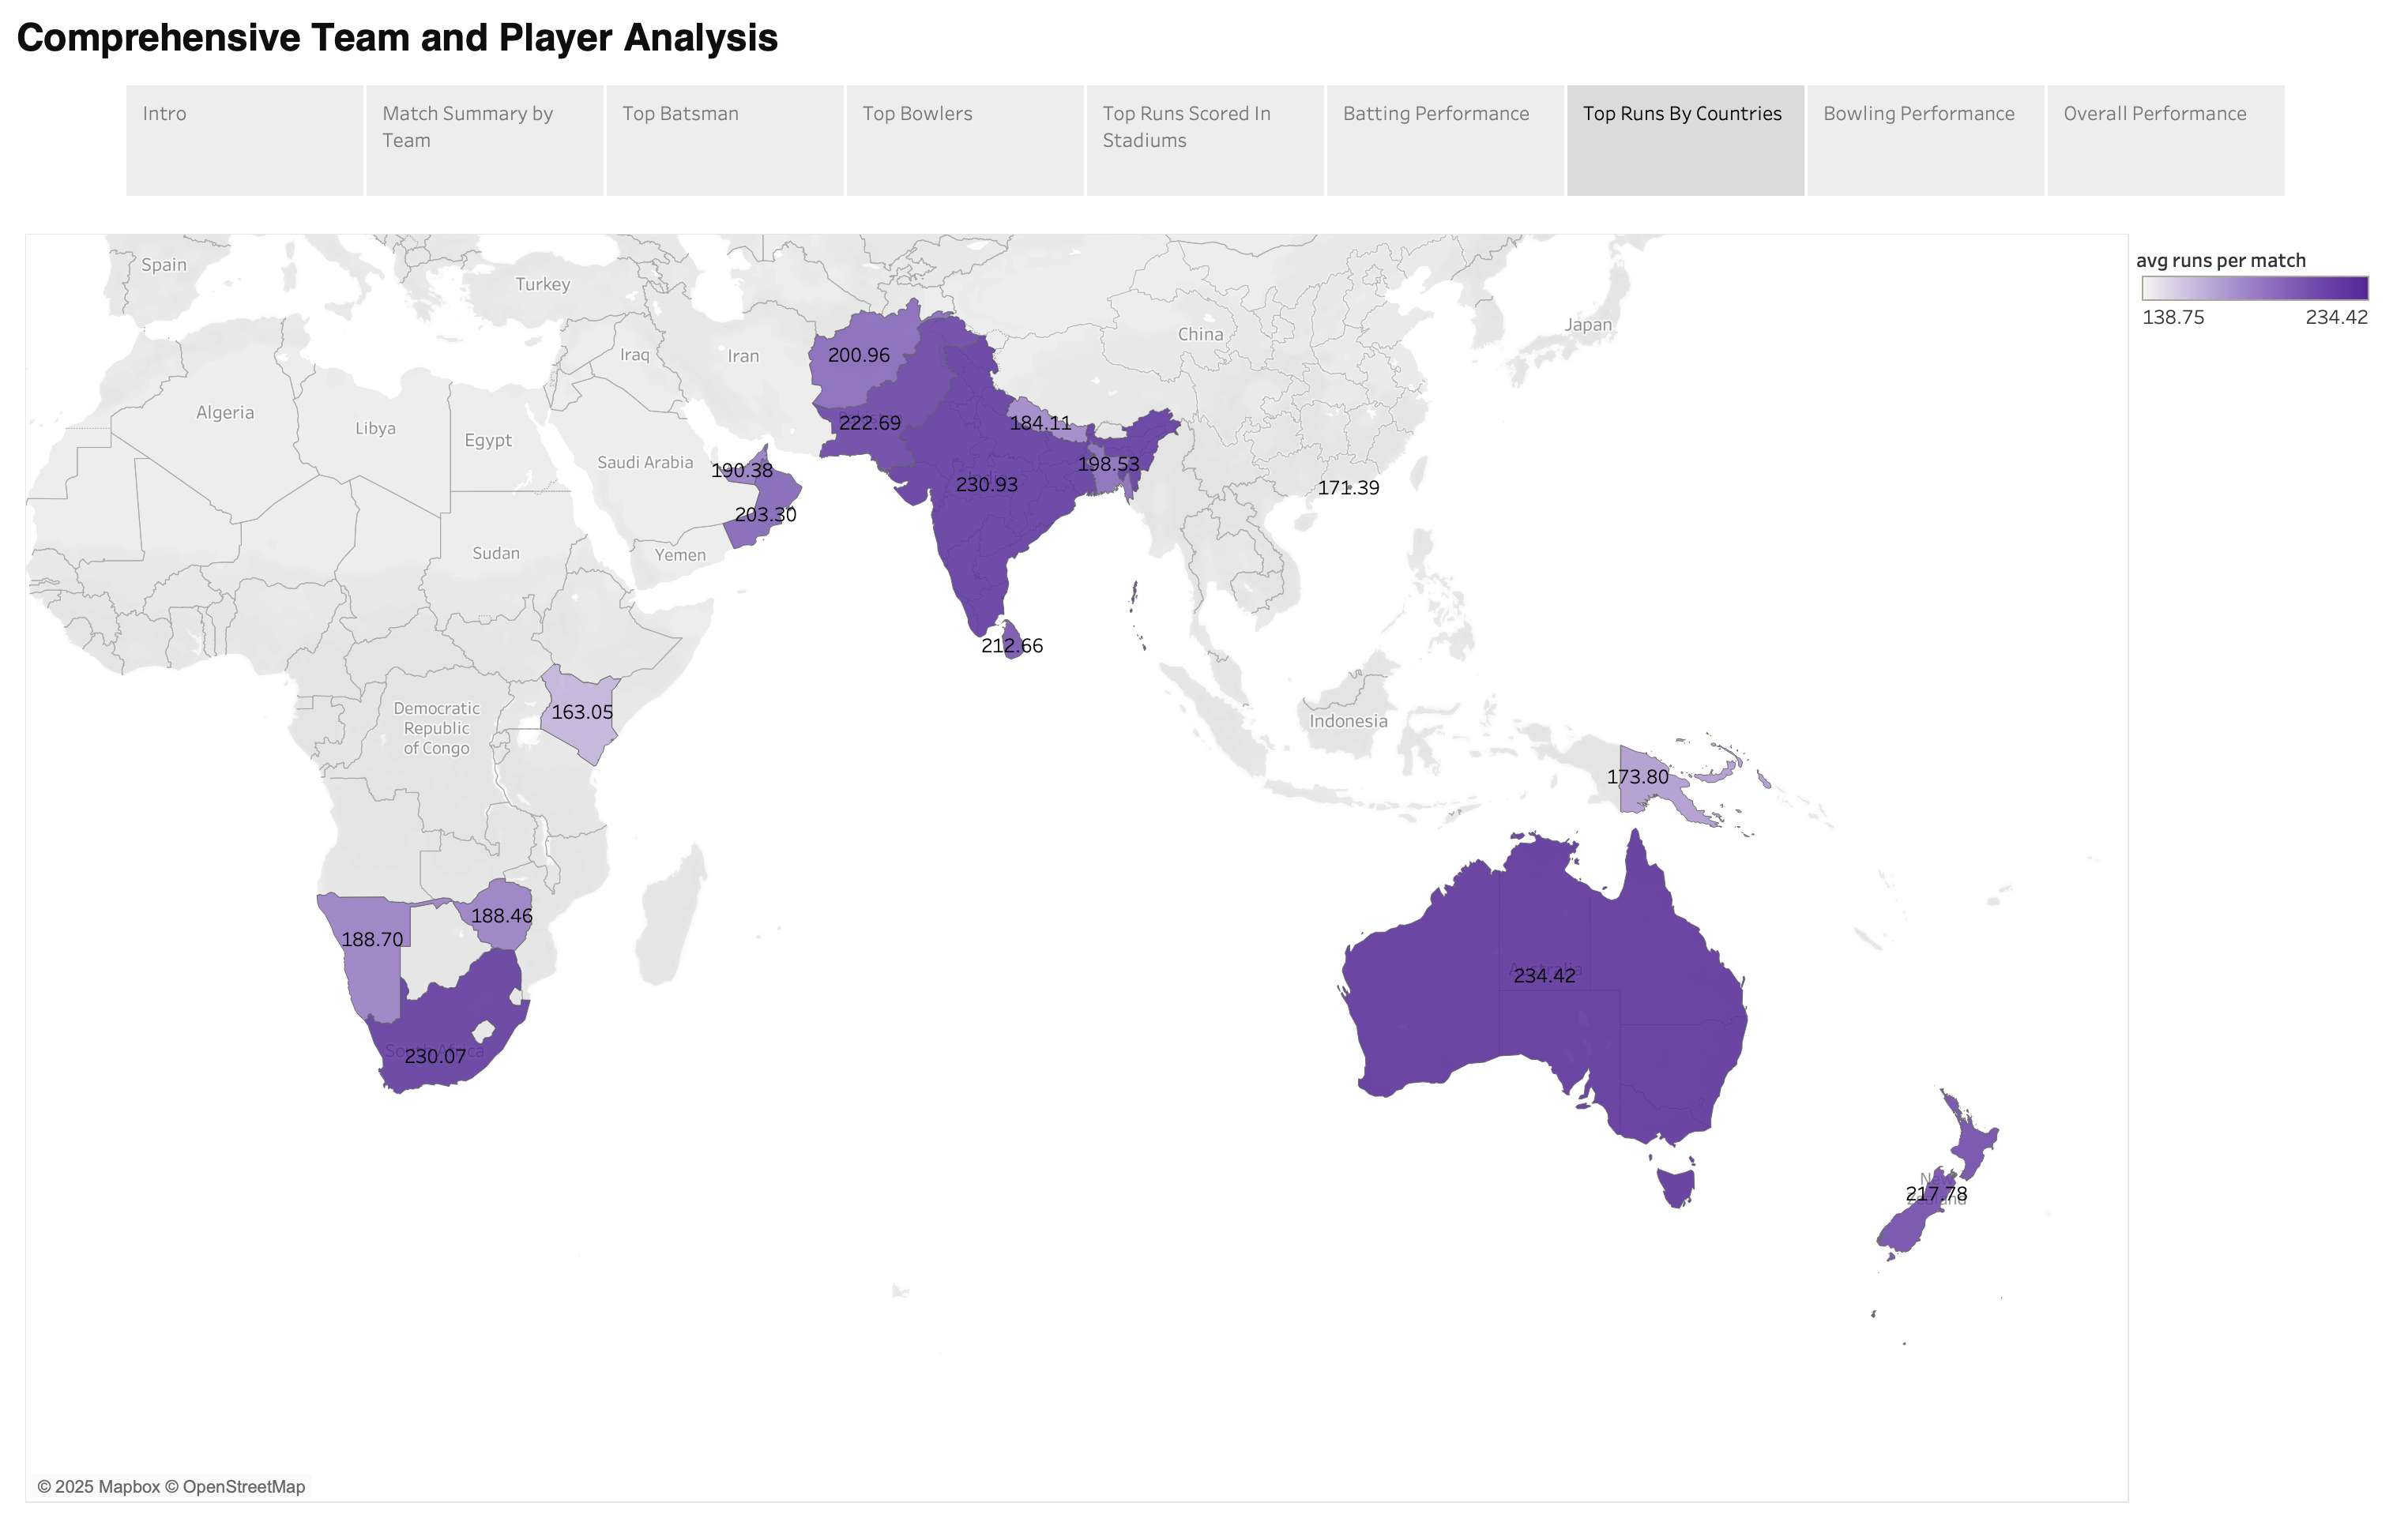 Comprehensive Team and Player Analysis
Intro
Match Summary by
Team
Top Batsman
Top Bowlers
Top Runs Scored In
Stadiums
Batting Performance
Top Runs By Countries
Bowling Performance
Overall Performance
avg runs per match
138.75 234.42
Spain
Turkey
China
Japan
Iraq
Iran
200.96
Algeria
Libya
Egypt
222.69
184.11
Saudi Arabia
190.38
198.53
230.93
171.39
203.30
Sudan
Yemen
212.66
163.05
Democratic
Republic
of Congo
Indonesia
173.80
188.46
188.70
Australia
234.42
South Africa
230.07
New
217.78
© 2025 Mapbox © OpenStreetMap